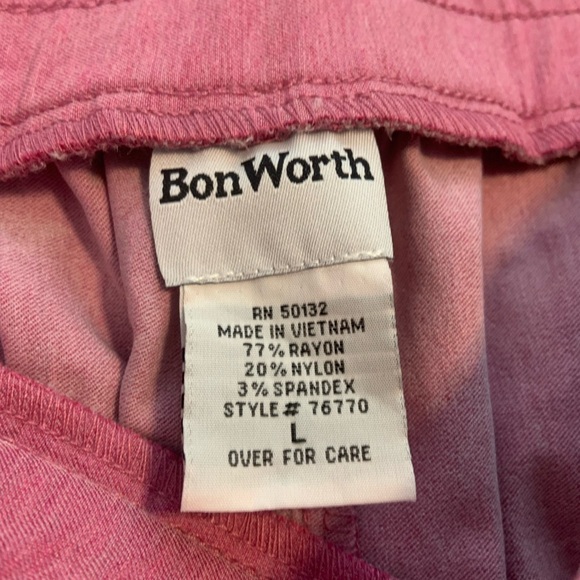 BonWorth
RN 50132
MADE IN VIETNAM
77% RAYON
20% NYLON
3% SPANDEX
STYLE# 76770
L
OVER FOR CARE